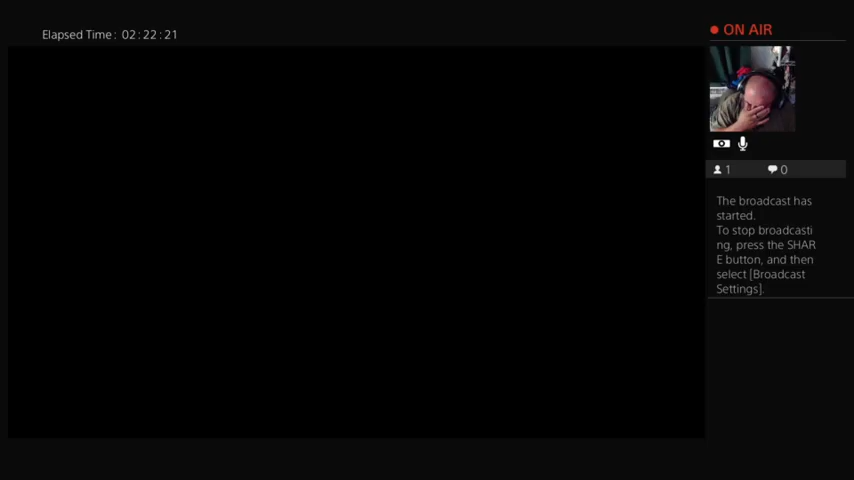 Elapsed Time: 02:22:21
ON AIR
1 0
The broadcast has
started.
To stop broadcasti
ng, press the SHAR
E button, and then
select [Broadcast
Settings].